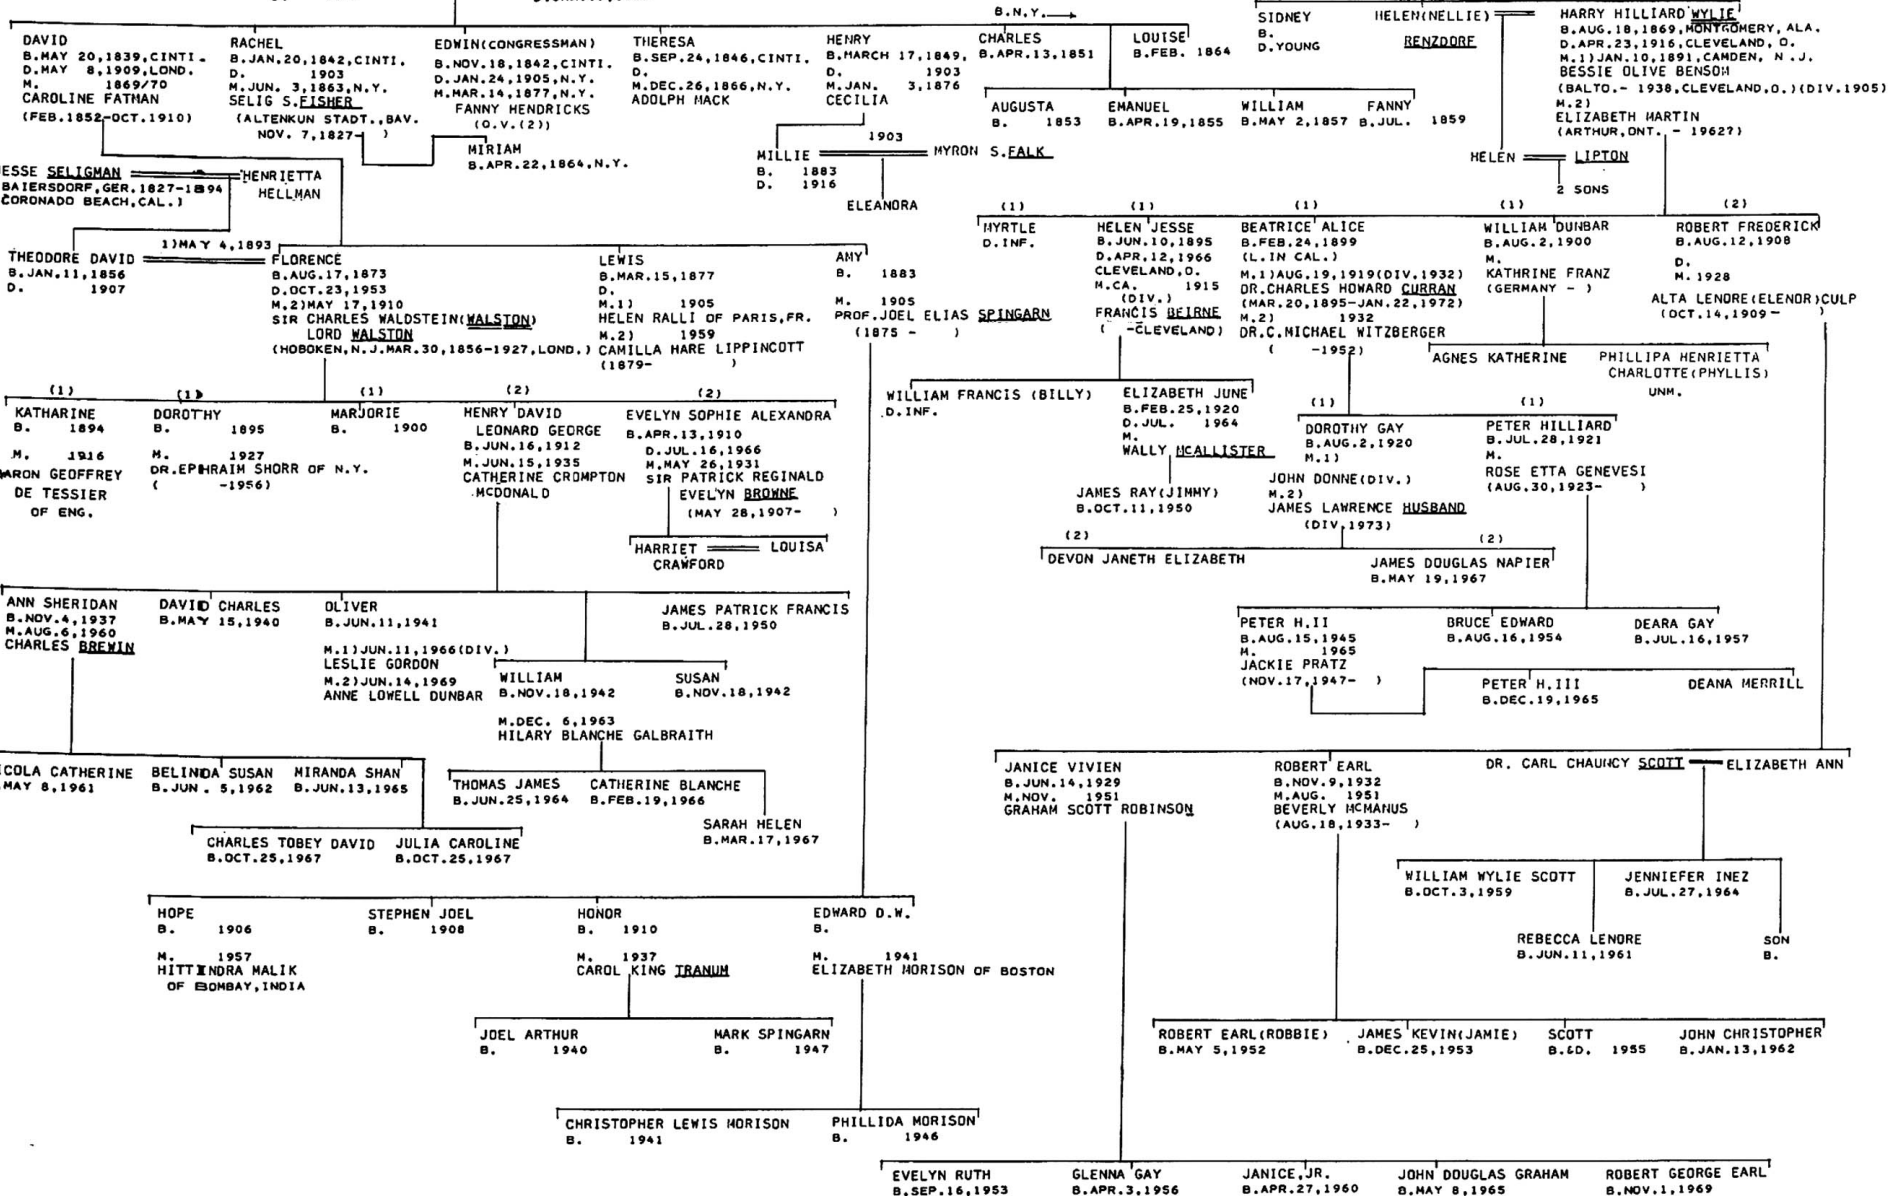 B.N.Y.
DAVID
B.MAY 20,1839,CINTI.
D.MAY 8,1909,LOND.
M. 1869/70
CAROLINE FATMAN
(FEB.1852-OCT.1910)
RACHEL
B.JAN.20,1842,CINTI.
D. 1903
M.JUN. 3,1863,N.Y.
SELIG S.FISHER
(ALTENKUN STADT.,BAV.
NOV. 7,1827- )
EDWIN(CONGRESSMAN)
B.NOV.18,1842,CINTI.
D.JAN.24,1905,N.Y.
M.MAR.14,1877,N.Y.
FANNY HENDRICKS
(Q.V.(2))
MIRIAM
B.APR.22,1864,N.Y.
THERESA
B.SEP.24,1846,CINTI.
D.
M.DEC.26,1866,N.Y.
ADOLPH MACK
HENRY
B.MARCH 17,1849,
D. 1903
M.JAN. 3,1876
CECILIA
CHARLES
B.APR.13,1851
LOUISE
B.FEB. 1864
AUGUSTA
B. 1853
EMANUEL
B.APR.19,1855
WILLIAM
B.MAY 2,1857
FANNY
B.JUL. 1859
1903
MILLIE
B. 1883
D. 1916
MYRON S.FALK
ELEANORA
SIDNEY
B.
D.YOUNG
HELEN(NELLIE)
RENZDORF
HARRY HILLIARD WYLIE
B.AUG.18,1869,MONTGOMERY,ALA.
D.APR.23,1916,CLEVELAND, O.
M.1)JAN.10,1891,CAMDEN, N.J.
BESSIE OLIVE BENSOM
(BALTO.- 1938,CLEVELAND,O.)(DIV.1905)
M.2)
ELIZABETH MARTIN
(ARTHUR,ONT. - 1962?)
HELEN
LIPTON
2 SONS
ESSE SELIGMAN
BAIERSDORF,GER.1827-1894
CORONADO BEACH,CAL.)
HENRIETTA
HELLMAN
THEODORE DAVID
B.JAN.11,1856
D. 1907
1)MAY 4,1893
FLORENCE
B.AUG.17,1873
D.OCT.23,1953
M.2)MAY 17,1910
SIR CHARLES WALDSTEIN(WALSTON)
LORD WALSTON
(HOBOKEN,N.J.MAR.30,1856-1927,LOND.)
LEWIS
B.MAR.15,1877
D.
M.1) 1905
HELEN RALLI OF PARIS,FR.
M.2) 1959
CAMILLA HARE LIPPINCOTT
(1879- )
AMY
B. 1883
M. 1905
PROF.JOEL ELIAS SPINGARN
(1875 - )
(1)
MYRTLE
D.INF.
(1)
HELEN JESSE
B.JUN.10,1895
D.APR.12,1966
CLEVELAND,O.
M.CA. 1915
(DIV.)
FRANCIS BEIRNE
( -CLEVELAND)
(1)
BEATRICE ALICE
B.FEB.24,1899
(L.IN CAL.)
M.1)AUG.19,1919(DIV.1932)
DR.CHARLES HOWARD CURRAN
(MAR.20,1895-JAN.22,1972)
M.2) 1932
DR.C.MICHAEL WITZBERGER
( -1952)
(1)
WILLIAM DUNBAR
B.AUG.2,1900
M.
KATHRINE FRANZ
(GERMANY - )
(2)
ROBERT FREDERICK
B.AUG.12,1908
D.
M. 1928
ALTA LENORE(ELENOR)CULP
(OCT.14,1909- )
AGNES KATHERINE
PHILLIPA HENRIETTA
CHARLOTTE(PHYLLIS)
UNM.
(1)
KATHARINE
B. 1894
M. 1916
ARON GEOFFREY
DE TESSIER
OF ENG.
(1)
DOROTHY
B. 1895
M. 1927
DR.EPHRAIM SHORR OF N.Y.
( -1956)
(1)
MARJORIE
B. 1900
(2)
HENRY DAVID
LEONARD GEORGE
B.JUN.16,1912
M.JUN.15,1935
CATHERINE CROMPTON
MCDONALD
(2)
EVELYN SOPHIE ALEXANDRA
B.APR.13,1910
D.JUL.16,1966
M.MAY 26,1931
SIR PATRICK REGINALD
EVELYN BROWNE
(MAY 28,1907- )
HARRIET
CRAWFORD
LOUISA
WILLIAM FRANCIS (BILLY)
D.INF.
ELIZABETH JUNE
B.FEB.25,1920
D.JUL. 1964
M.
WALLY MCALLISTER
JAMES RAY(JIMMY)
B.OCT.11,1950
(1)
DOROTHY GAY
B.AUG.2,1920
M.1)
JOHN DONNE(DIV.)
M.2)
JAMES LAWRENCE HUSBAND
(DIV.1973)
(1)
PETER HILLIARD
B.JUL.28,1921
M.
ROSE ETTA GENEVESI
(AUG.30,1923- )
(2)
DEVON JANETH ELIZABETH
(2)
JAMES DOUGLAS NAPIER
B.MAY 19,1967
ANN SHERIDAN
B.NOV.4,1937
M.AUG.6,1960
CHARLES BREWIN
DAVID CHARLES
B.MAY 15,1940
OLIVER
B.JUN.11,1941
M.1)JUN.11,1966(DIV.)
LESLIE GORDON
M.2)JUN.14,1969
ANNE LOWELL DUNBAR
JAMES PATRICK FRANCIS
B.JUL.28,1950
WILLIAM
B.NOV.18,1942
M.DEC. 6,1963
HILARY BLANCHE GALBRAITH
SUSAN
B.NOV.18,1942
PETER H.II
B.AUG.15,1945
M. 1965
JACKIE PRATZ
(NOV.17,1947- )
BRUCE EDWARD
B.AUG.16,1954
DEARA GAY
B.JUL.16,1957
PETER H.III
B.DEC.19,1965
DEANA MERRILL
ICOLA CATHERINE
MAY 8,1961
BELINDA SUSAN
B.JUN. 5,1962
MIRANDA SHAN
B.JUN.13,1965
THOMAS JAMES
B.JUN.25,1964
CATHERINE BLANCHE
B.FEB.19,1966
SARAH HELEN
B.MAR.17,1967
CHARLES TOBEY DAVID
B.OCT.25,1967
JULIA CAROLINE
B.OCT.25,1967
JANICE VIVIEN
B.JUN.14,1929
M.NOV. 1951
GRAHAM SCOTT ROBINSON
ROBERT EARL
B.NOV.9,1932
M.AUG. 1951
BEVERLY MCMANUS
(AUG.18,1933- )
DR. CARL CHAUNCY SCOTT
ELIZABETH ANN
WILLIAM WYLIE SCOTT
B.OCT.3,1959
JENNIEFER INEZ
B.JUL.27,1964
REBECCA LENORE
B.JUN.11,1961
SON
B.
HOPE
B. 1906
M. 1957
HITTINDRA MALIK
OF BOMBAY,INDIA
STEPHEN JOEL
B. 1908
HONOR
B. 1910
M. 1937
CAROL KING TRANUM
EDWARD D.W.
B.
M. 1941
ELIZABETH MORISON OF BOSTON
JOEL ARTHUR
B. 1940
MARK SPINGARN
B. 1947
ROBERT EARL(ROBBIE)
B.MAY 5,1952
JAMES KEVIN(JAMIE)
B.DEC.25,1953
SCOTT
B.&D. 1955
JOHN CHRISTOPHER
B.JAN.13,1962
CHRISTOPHER LEWIS MORISON
B. 1941
PHILLIDA MORISON
B. 1946
EVELYN RUTH
B.SEP.16,1953
GLENNA GAY
B.APR.3,1956
JANICE,JR.
B.APR.27,1960
JOHN DOUGLAS GRAHAM
B.MAY 8,1965
ROBERT GEORGE EARL
B.NOV.1,1969